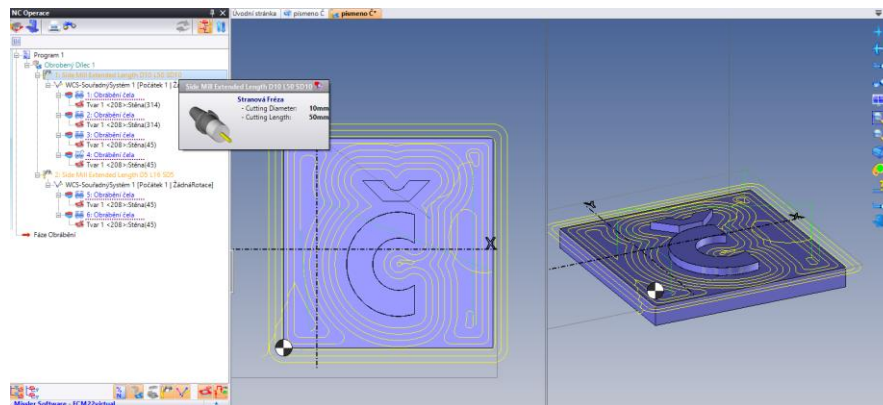 NC Operace
Úvodní stránka
písmeno Č
písmeno Č*
Program 1
Obrobený Dílec 1
1: Side Mill Extended Length D10 L50 SD10
WCS-SouřadnýSystém 1 [Počátek 1 | Žá
1: Obrábění čela
Tvar 1 <208>:Stěna(314)
2: Obrábění čela
Tvar 1 <208>:Stěna(314)
3: Obrábění čela
Tvar 1 <208>:Stěna(45)
4: Obrábění čela
Tvar 1 <208>:Stěna(45)
2: Side Mill Extended Length D5 L16 SD5
WCS-SouřadnýSystém 1 [Počátek 1 | ŽádnáRotace]
5: Obrábění čela
Tvar 1 <208>:Stěna(45)
6: Obrábění čela
Tvar 1 <208>:Stěna(45)
Fáze Obrábění
Side Mill Extended Length D10 L50 SD10
Stranová Fréza
- Cutting Diameter: 10mm
- Cutting Length: 50mm
X
Č
Missler Software - FCM22virtual